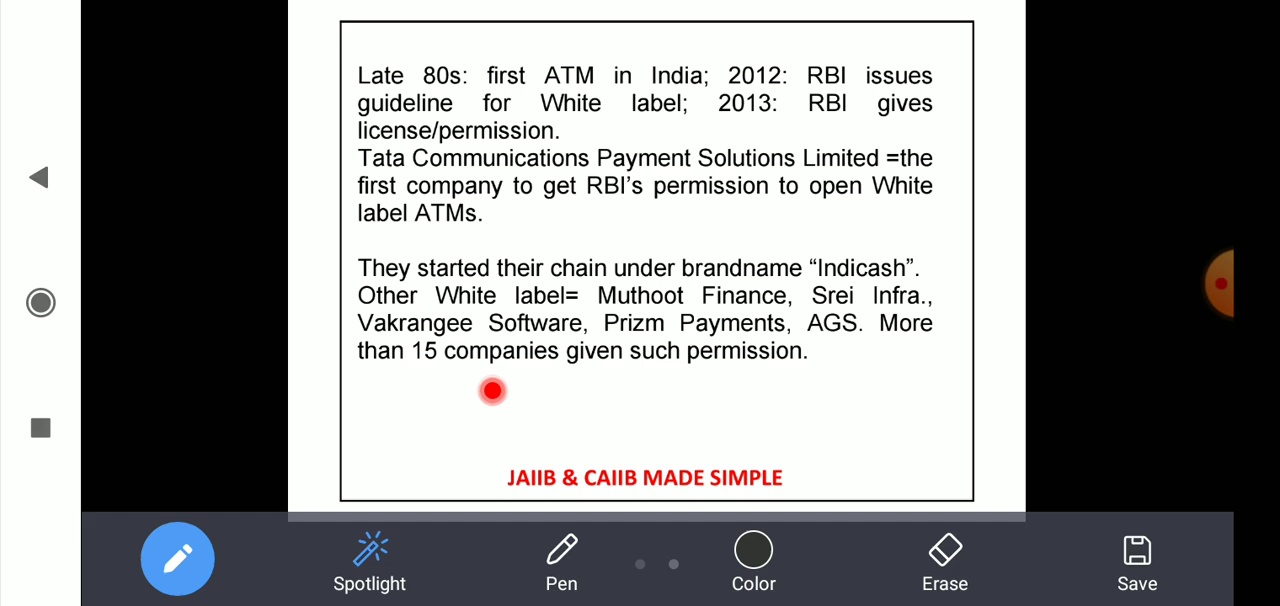 Late 80s: first ATM in India; 2012: RBI issues
guideline for White label; 2013: RBI gives
license/permission.
Tata Communications Payment Solutions Limited =the
first company to get RBI’s permission to open White
label ATMs.
They started their chain under brandname “Indicash”.
Other White label= Muthoot Finance, Srei Infra.,
Vakrangee Software, Prizm Payments, AGS. More
than 15 companies given such permission.
JAIIB & CAIIB MADE SIMPLE
Spotlight
Pen
Color
Erase
Save